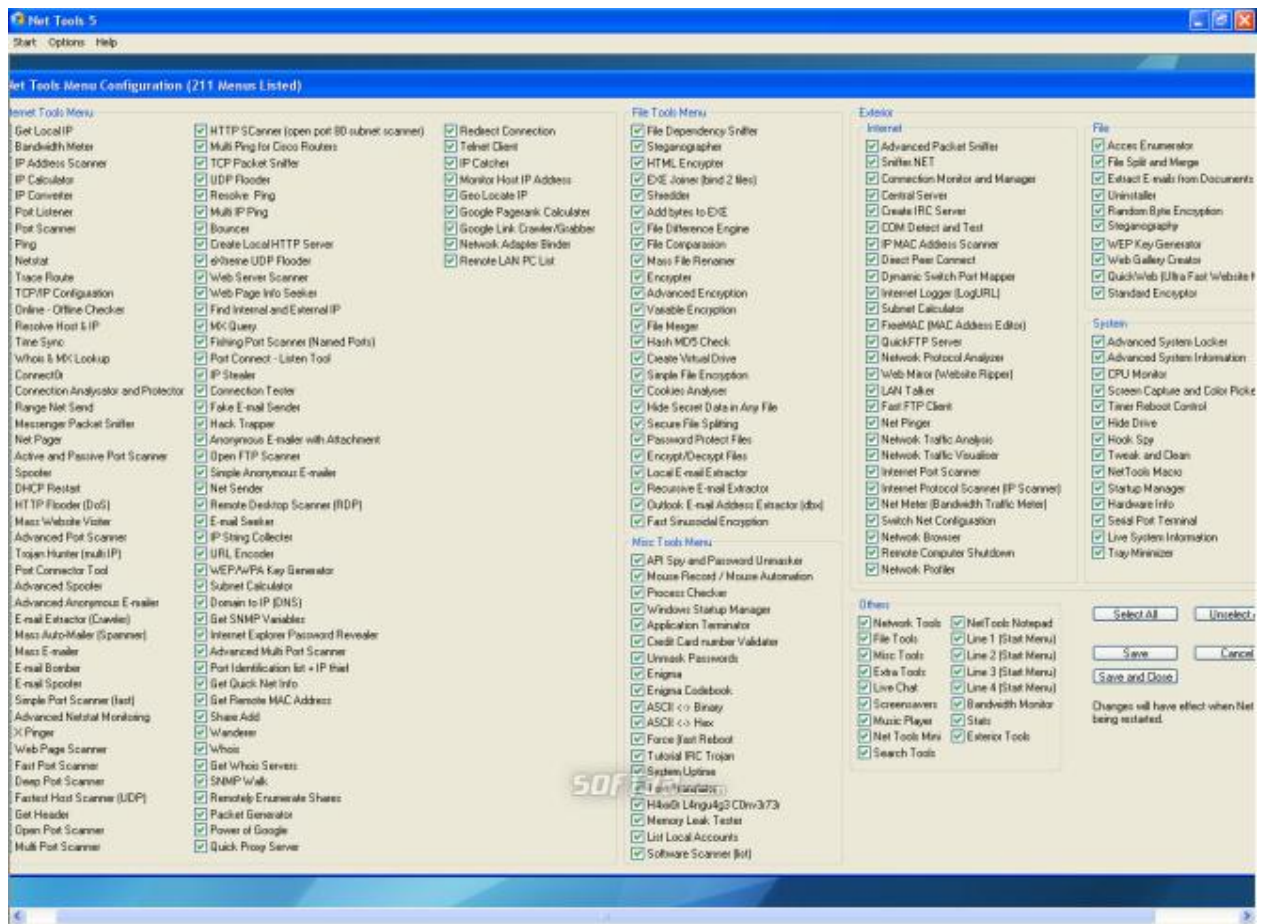 Net Tools 5
Start Options Help
Net Tools Menu Configuration (211 Menus Listed)
ternet Tools Menu
Get Local IP
Bandwidth Meter
IP Address Scanner
IP Calculator
IP Converter
Port Listener
Port Scanner
Ping
Netstat
Trace Route
TCP/IP Configuration
Online - Offline Checker
Resolve Host & IP
Time Sync
Whois & MX Lookup
Connect0r
Connection Analysator and Protector
Range Net Send
Messenger Packet Sniffer
Net Pager
Active and Passive Port Scanner
Spoofer
DHCP Restart
HTTP Flooder (DoS)
Mass Website Visiter
Advanced Port Scanner
Trojan Hunter (multi IP)
Port Connector Tool
Advanced Spoofer
Advanced Anonymous E-mailer
E-mail Extractor (Crawler)
Mass Auto-Mailer (Spammer)
Mass E-mailer
E-mail Bomber
E-mail Spoofer
Simple Port Scanner (fast)
Advanced Netstat Monitoring
X Pinger
Web Page Scanner
Fast Port Scanner
Deep Port Scanner
Fastest Host Scanner (UDP)
Get Header
Open Port Scanner
Multi Port Scanner
HTTP SCanner (open port 80 subnet scanner)
Multi Ping for Cisco Routers
TCP Packet Sniffer
UDP Flooder
Resolve Ping
Multi IP Ping
Bouncer
Create Local HTTP Server
eXtreme UDP Flooder
Web Server Scanner
Web Page Info Seeker
Find Internal and External IP
MX Query
Fishing Port Scanner (Named Ports)
Port Connect - Listen Tool
IP Stealer
Connection Tester
Fake E-mail Sender
Hack Trapper
Anonymous E-mailer with Attachment
Open FTP Scanner
Simple Anonymous E-mailer
Net Sender
Remote Desktop Scanner (RDP)
E-mail Seeker
IP String Collecter
URL Encoder
WEP/WPA Key Generator
Subnet Calculator
Domain to IP (DNS)
Get SNMP Variables
Internet Explorer Password Revealer
Advanced Multi Port Scanner
Port Identification list + IP thief
Get Quick Net Info
Get Remote MAC Address
Share Add
Wanderer
Whois
Get Whois Servers
SNMP Walk
Remotely Enumerate Shares
Packet Generator
Power of Google
Quick Proxy Server
Redirect Connection
Telnet Client
IP Catcher
Monitor Host IP Address
Geo Locate IP
Google Pagerank Calculater
Google Link Crawler/Grabber
Network Adapter Binder
Remote LAN PC List
File Tools Menu
File Dependency Sniffer
Steganographer
HTML Encrypter
EXE Joiner (bind 2 files)
Shredder
Add bytes to EXE
File Difference Engine
File Comparasion
Mass File Renamer
Encrypter
Advanced Encryption
Variable Encryption
File Merger
Hash MD5 Check
Create Virtual Drive
Simple File Encryption
Cookies Analyser
Hide Secret Data in Any File
Secure File Splitting
Password Protect Files
Encrypt/Decrypt Files
Local E-mail Extractor
Recursive E-mail Extractor
Outlook E-mail Address Extractor (dbx)
Fast Sinusoidal Encryption
Misc Tools Menu
API Spy and Password Unmasker
Mouse Record / Mouse Automation
Process Checker
Windows Startup Manager
Application Terminator
Credit Card number Validater
Unmask Passwords
Enigma
Enigma Codebook
ASCII <-> Binary
ASCII <-> Hex
Force (fast Reboot
Tutorial IRC Trojan
System Uptime
H4xx0r L4ngu4g3 C0nv3r73r
Memory Leak Tester
List Local Accounts
Software Scanner (list)
Exterior
Internet
Advanced Packet Sniffer
Sniffer.NET
Connection Monitor and Manager
Central Server
Create IRC Server
COM Detect and Test
IP MAC Address Scanner
Direct Peer Connect
Dynamic Switch Port Mapper
Internet Logger (LogURL)
Subnet Calculator
FreeMAC (MAC Address Editor)
QuickFTP Server
Network Protocol Analyzer
Web Mirror (Website Ripper)
LAN Talker
Fast FTP Client
Net Pinger
Network Traffic Analysis
Network Traffic Visualiser
Internet Port Scanner
Internet Protocol Scanner (IP Scanner)
Net Meter (Bandwidth Traffic Meter)
Switch Net Configuration
Network Browser
Remote Computer Shutdown
Network Profiler
File
Acces Enumerator
File Split and Merge
Extract E-mails from Documents
Uninstaller
Random Byte Encryption
Steganography
WEP Key Generator
Web Gallery Creator
QuickWeb (Ultra Fast Website
Standard Encryptor
System
Advanced System Locker
Advanced System Information
CPU Monitor
Screen Capture and Color Picke
Timer Reboot Control
Hide Drive
Hook Spy
Tweak and Clean
NetTools Macro
Startup Manager
Hardware Info
Serial Port Terminal
Live System Information
Tray Minimizer
Others
Network Tools
File Tools
Misc Tools
Extra Tools
Live Chat
Screensavers
Music Player
Net Tools Mini
Search Tools
NetTools Notepad
Line 1 (Start Menu)
Line 2 (Start Menu)
Line 3 (Start Menu)
Line 4 (Start Menu)
Bandwidth Monitor
Stats
Exterior Tools
Select All Unselect
Save Cancel
Save and Close
Changes will have effect when Net
being restarted.